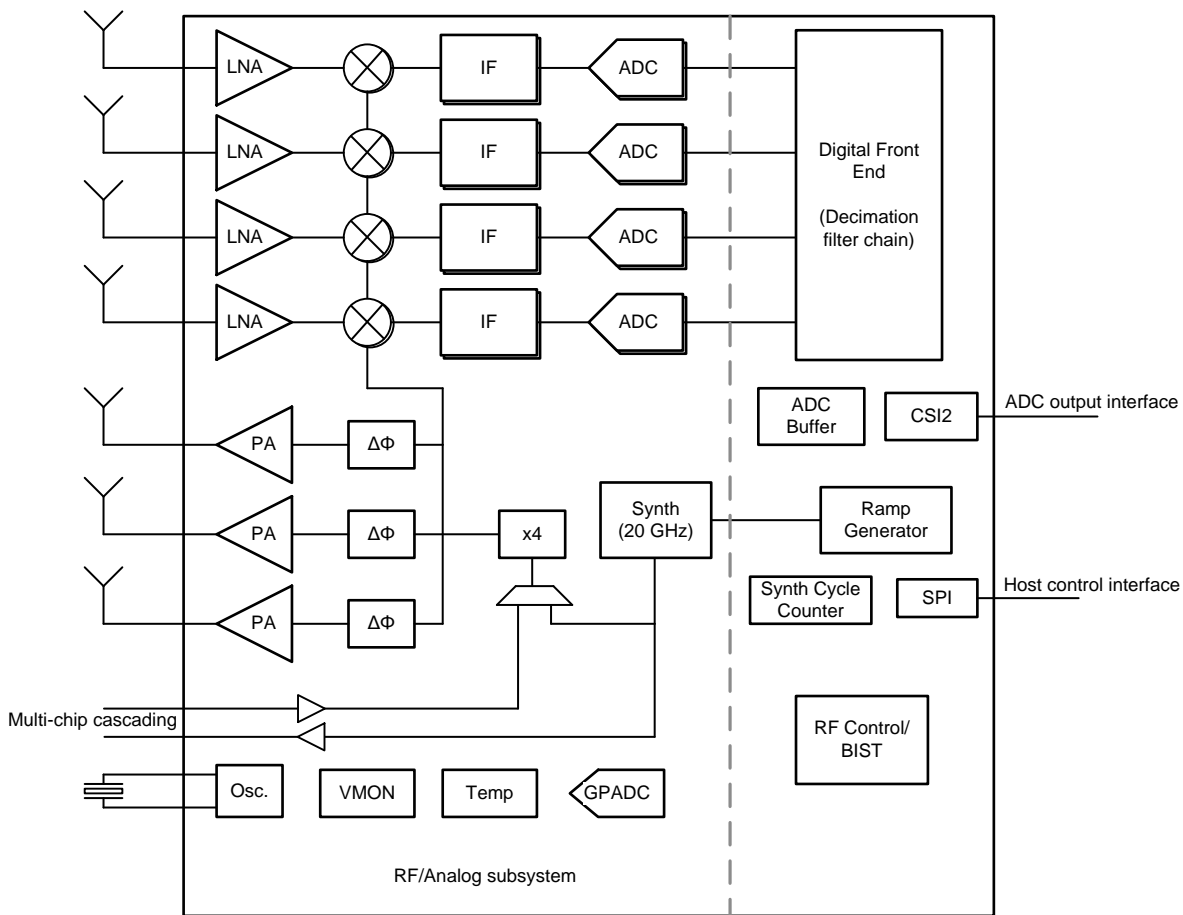 LNA
IF
ADC
LNA
IF
ADC
LNA
IF
ADC
LNA
IF
ADC
Digital Front
End
(Decimation
filter chain)
PA
ΔΦ
PA
ΔΦ
PA
ΔΦ
x4
Synth
(20 GHz)
ADC
Buffer
CSI2
ADC output interface
Ramp
Generator
Synth Cycle
Counter
SPI
Host control interface
Multi-chip cascading
RF Control/
BIST
Osc.
VMON
Temp
GPADC
RF/Analog subsystem